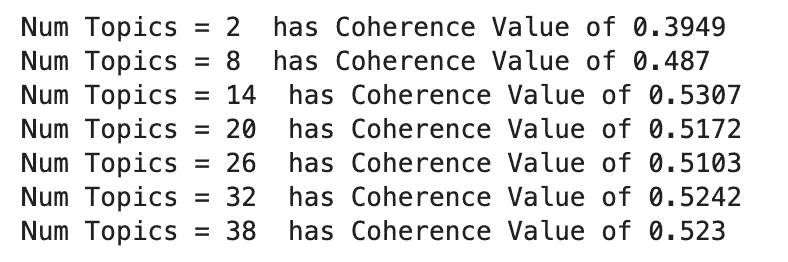 Num Topics = 2  has Coherence Value of 0.3949
Num Topics = 8  has Coherence Value of 0.487
Num Topics = 14  has Coherence Value of 0.5307
Num Topics = 20  has Coherence Value of 0.5172
Num Topics = 26  has Coherence Value of 0.5103
Num Topics = 32  has Coherence Value of 0.5242
Num Topics = 38  has Coherence Value of 0.523